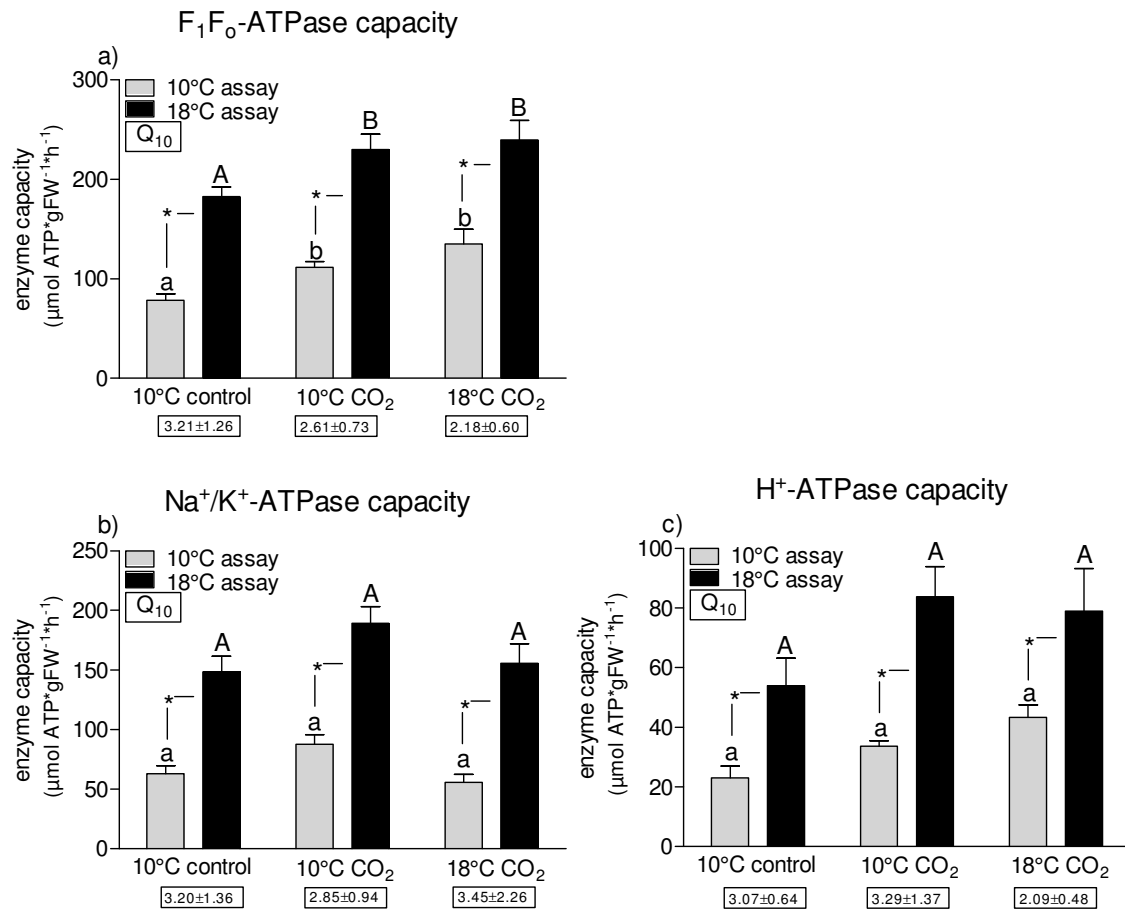 F₁Fₒ-ATPase capacity
a)
10°C assay
18°C assay
Q₁₀
enzyme capacity
(µmol ATP*gFW⁻¹*h⁻¹)
300
200
100
0
a
A
*
b
B
*
b
B
*
10°C control
10°C CO₂
18°C CO₂
3.21±1.26
2.61±0.73
2.18±0.60
Na⁺/K⁺-ATPase capacity
b)
10°C assay
18°C assay
Q₁₀
enzyme capacity
(µmol ATP*gFW⁻¹*h⁻¹)
250
200
150
100
50
0
a
A
*
a
A
*
a
A
*
10°C control
10°C CO₂
18°C CO₂
3.20±1.36
2.85±0.94
3.45±2.26
H⁺-ATPase capacity
c)
10°C assay
18°C assay
Q₁₀
enzyme capacity
(µmol ATP*gFW⁻¹*h⁻¹)
100
80
60
40
20
0
a
A
*
a
A
*
a
A
*
10°C control
10°C CO₂
18°C CO₂
3.07±0.64
3.29±1.37
2.09±0.48